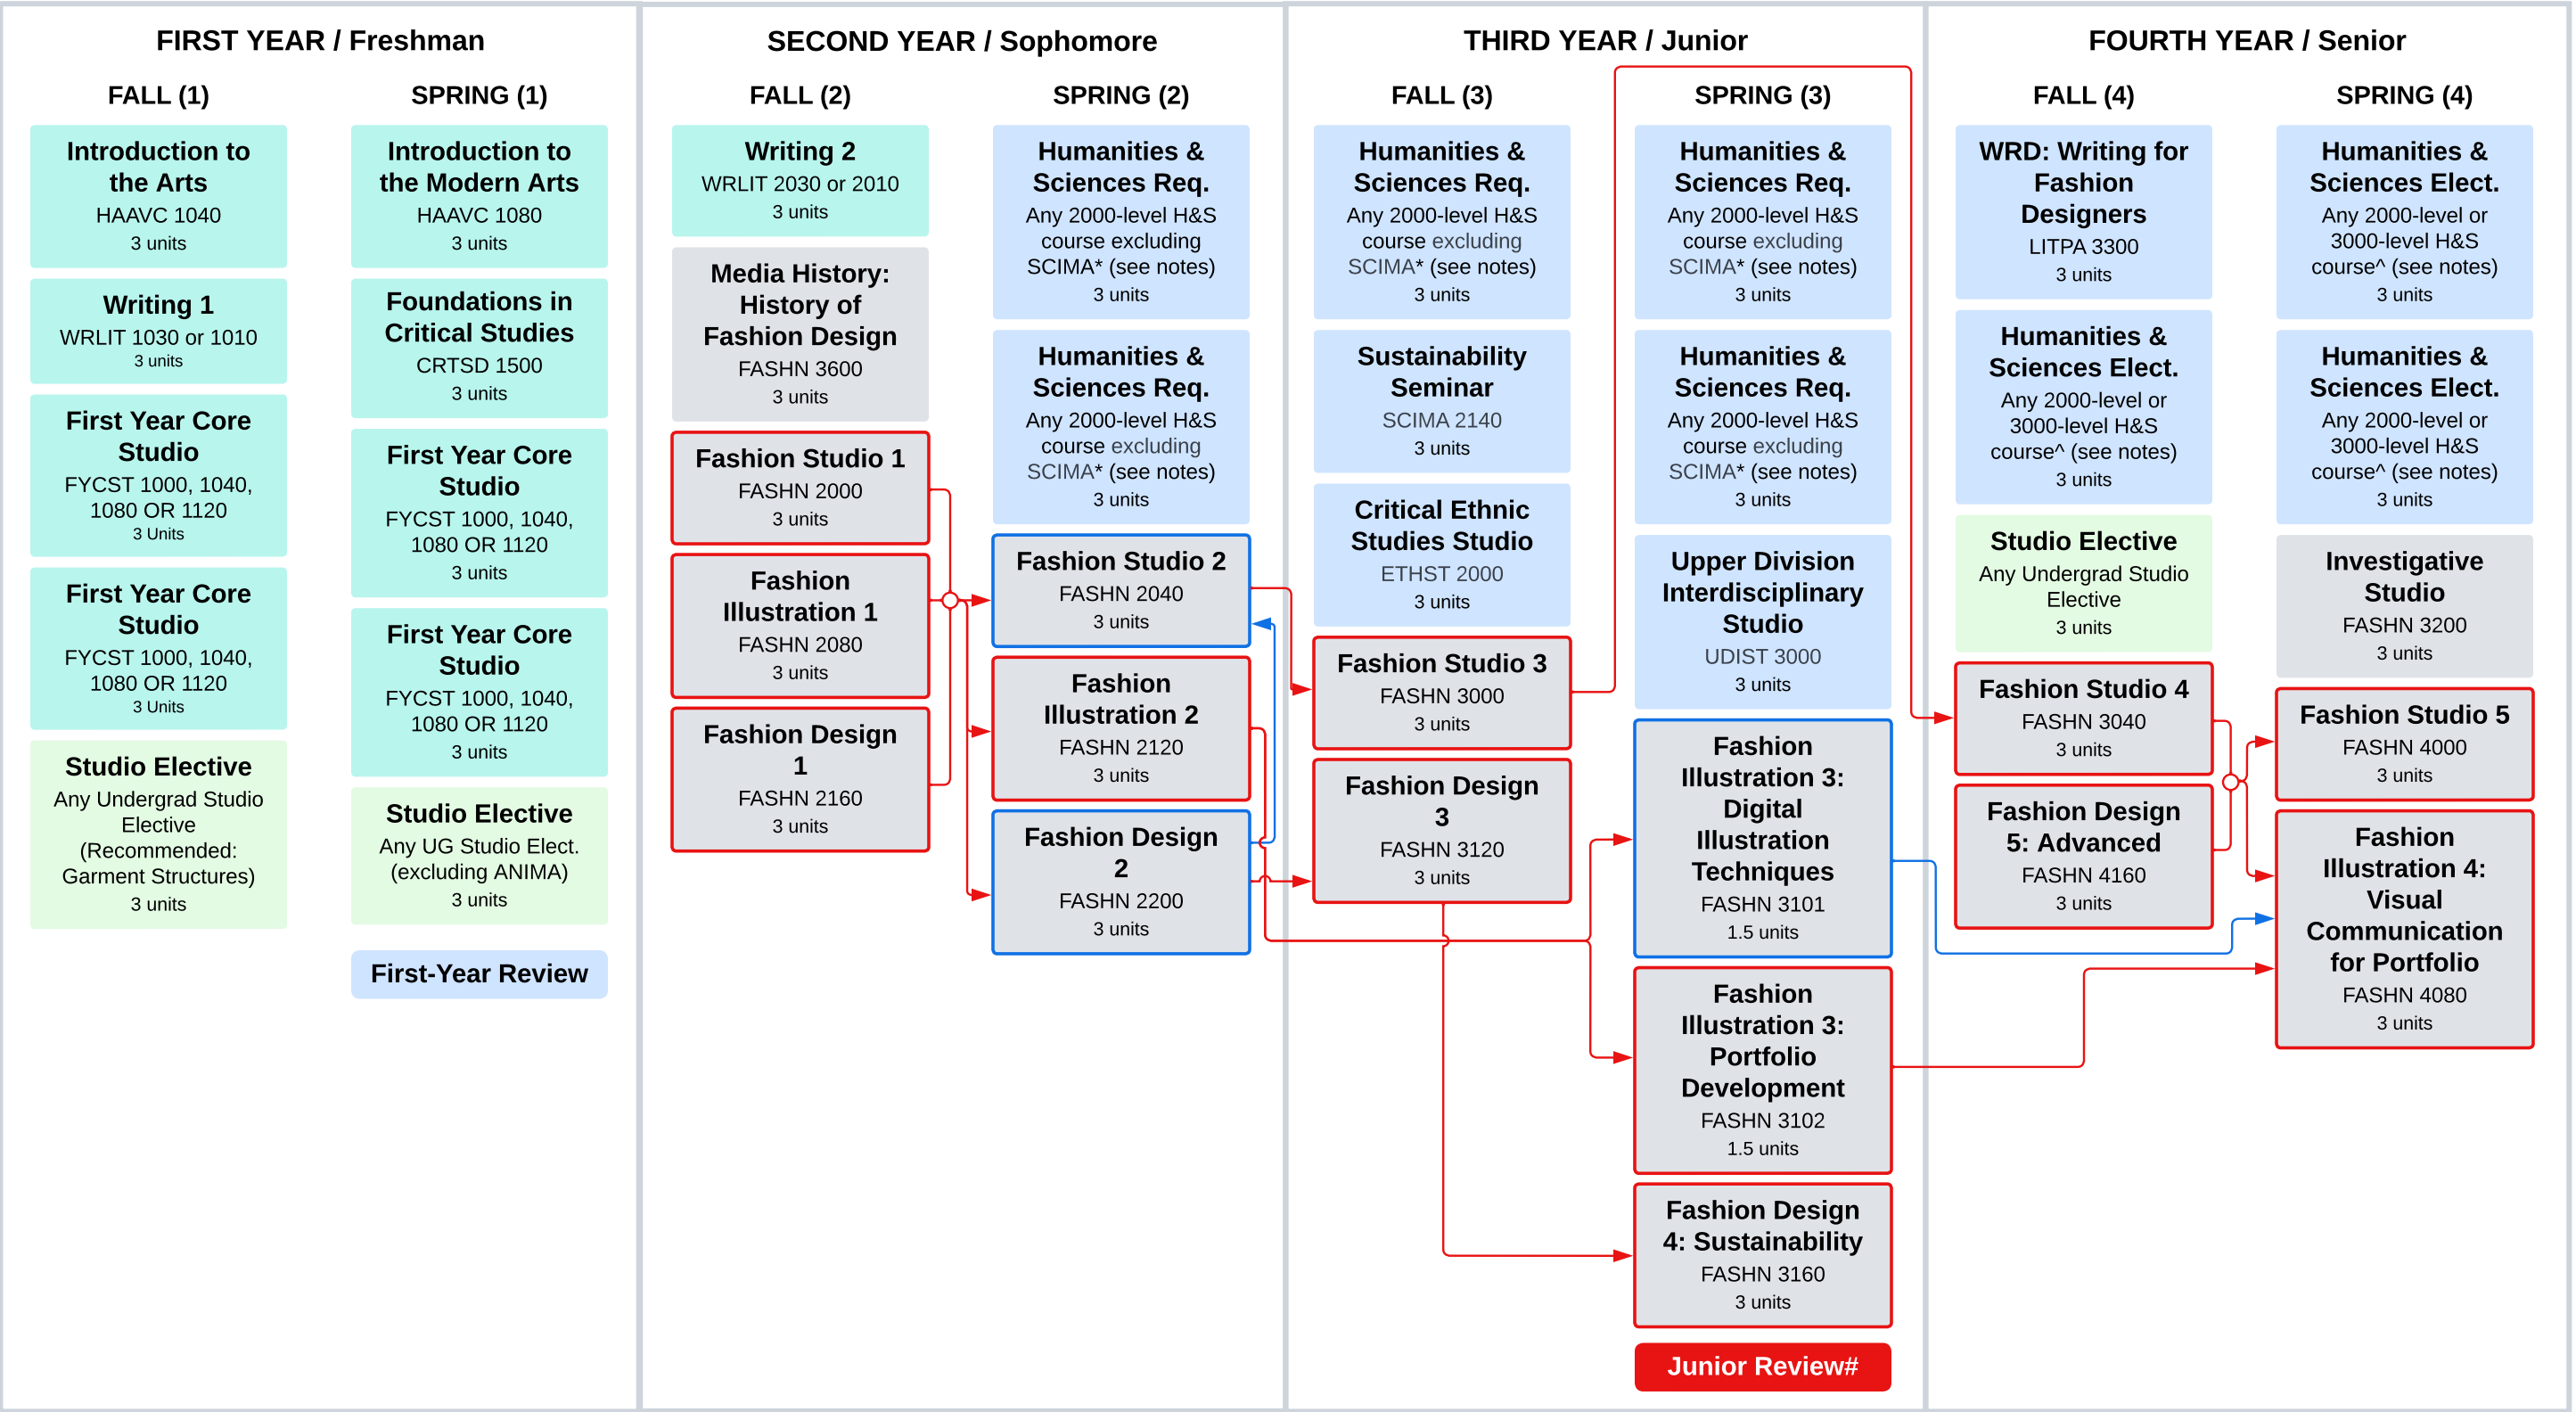 FIRST YEAR / Freshman
FALL (1)
Introduction to
the Arts
HAAVC 1040
3 units
Writing 1
WRLIT 1030 or 1010
3 units
First Year Core
Studio
FYCST 1000, 1040,
1080 OR 1120
3 Units
First Year Core
Studio
FYCST 1000, 1040,
1080 OR 1120
3 Units
Studio Elective
Any Undergrad Studio
Elective
(Recommended:
Garment Structures)
3 units
SPRING (1)
Introduction to
the Modern Arts
HAAVC 1080
3 units
Foundations in
Critical Studies
CRTSD 1500
3 units
First Year Core
Studio
FYCST 1000, 1040,
1080 OR 1120
3 units
First Year Core
Studio
FYCST 1000, 1040,
1080 OR 1120
3 units
Studio Elective
Any UG Studio Elect.
(excluding ANIMA)
3 units
First-Year Review
SECOND YEAR / Sophomore
FALL (2)
Writing 2
WRLIT 2030 or 2010
3 units
Media History:
History of
Fashion Design
FASHN 3600
3 units
Fashion Studio 1
FASHN 2000
3 units
Fashion
Illustration 1
FASHN 2080
3 units
Fashion Design
1
FASHN 2160
3 units
SPRING (2)
Humanities &
Sciences Req.
Any 2000-level H&S
course excluding
SCIMA* (see notes)
3 units
Humanities &
Sciences Req.
Any 2000-level H&S
course excluding
SCIMA* (see notes)
3 units
Fashion Studio 2
FASHN 2040
3 units
Fashion
Illustration 2
FASHN 2120
3 units
Fashion Design
2
FASHN 2200
3 units
THIRD YEAR / Junior
FALL (3)
Humanities &
Sciences Req.
Any 2000-level H&S
course excluding
SCIMA* (see notes)
3 units
Sustainability
Seminar
SCIMA 2140
3 units
Critical Ethnic
Studies Studio
ETHST 2000
3 units
Fashion Studio 3
FASHN 3000
3 units
Fashion Design
3
FASHN 3120
3 units
SPRING (3)
Humanities &
Sciences Req.
Any 2000-level H&S
course excluding
SCIMA* (see notes)
3 units
Humanities &
Sciences Req.
Any 2000-level H&S
course excluding
SCIMA* (see notes)
3 units
Upper Division
Interdisciplinary
Studio
UDIST 3000
3 units
Fashion
Illustration 3:
Digital
Illustration
Techniques
FASHN 3101
1.5 units
Fashion
Illustration 3:
Portfolio
Development
FASHN 3102
1.5 units
Fashion Design
4: Sustainability
FASHN 3160
3 units
Junior Review#
FOURTH YEAR / Senior
FALL (4)
WRD: Writing for
Fashion
Designers
LITPA 3300
3 units
Humanities &
Sciences Elect.
Any 2000-level or
3000-level H&S
course^ (see notes)
3 units
Studio Elective
Any Undergrad Studio
Elective
3 units
Fashion Studio 4
FASHN 3040
3 units
Fashion Design
5: Advanced
FASHN 4160
3 units
SPRING (4)
Humanities &
Sciences Elect.
Any 2000-level or
3000-level H&S
course^ (see notes)
3 units
Humanities &
Sciences Elect.
Any 2000-level or
3000-level H&S
course^ (see notes)
3 units
Investigative
Studio
FASHN 3200
3 units
Fashion Studio 5
FASHN 4000
3 units
Fashion
Illustration 4:
Visual
Communication
for Portfolio
FASHN 4080
3 units